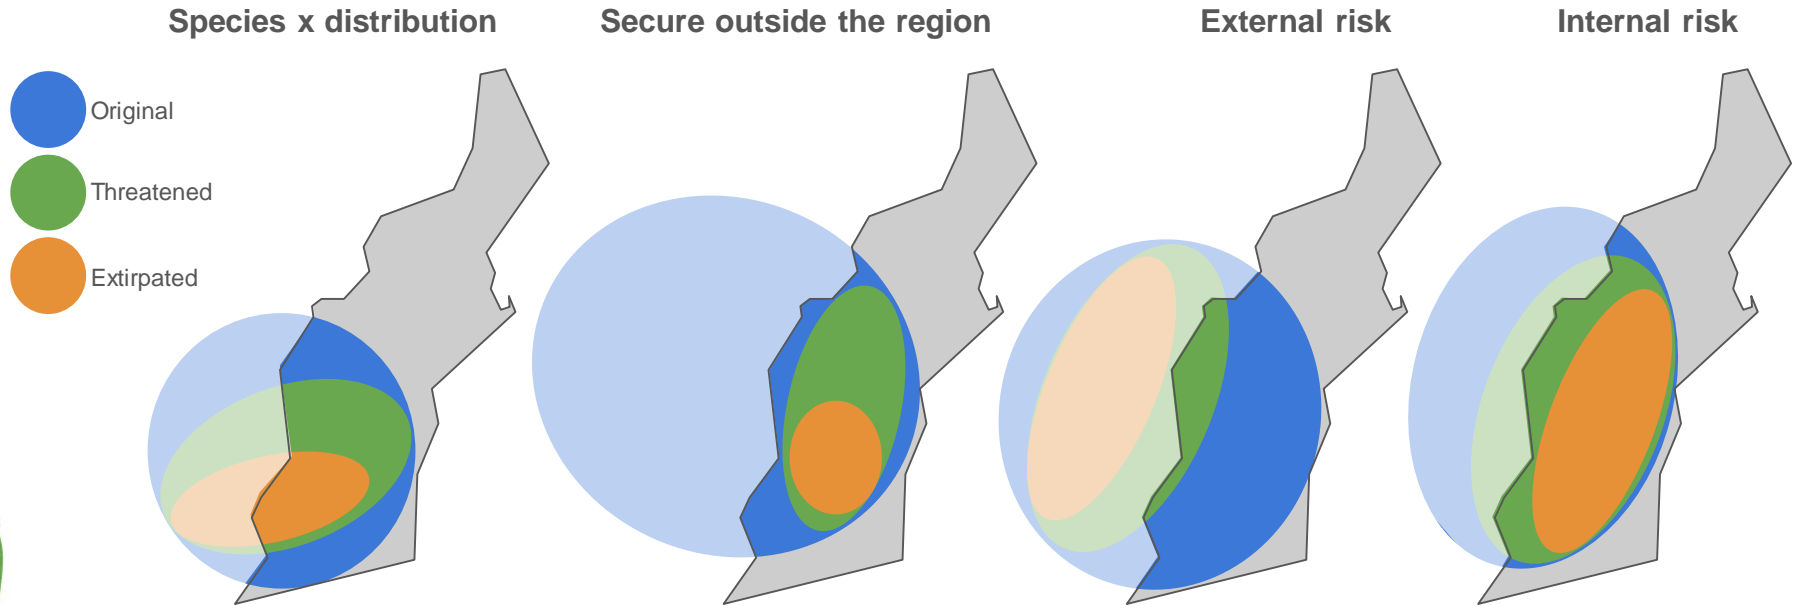 Species x distribution
Secure outside the region
External risk
Internal risk
Original
Threatened
Extirpated